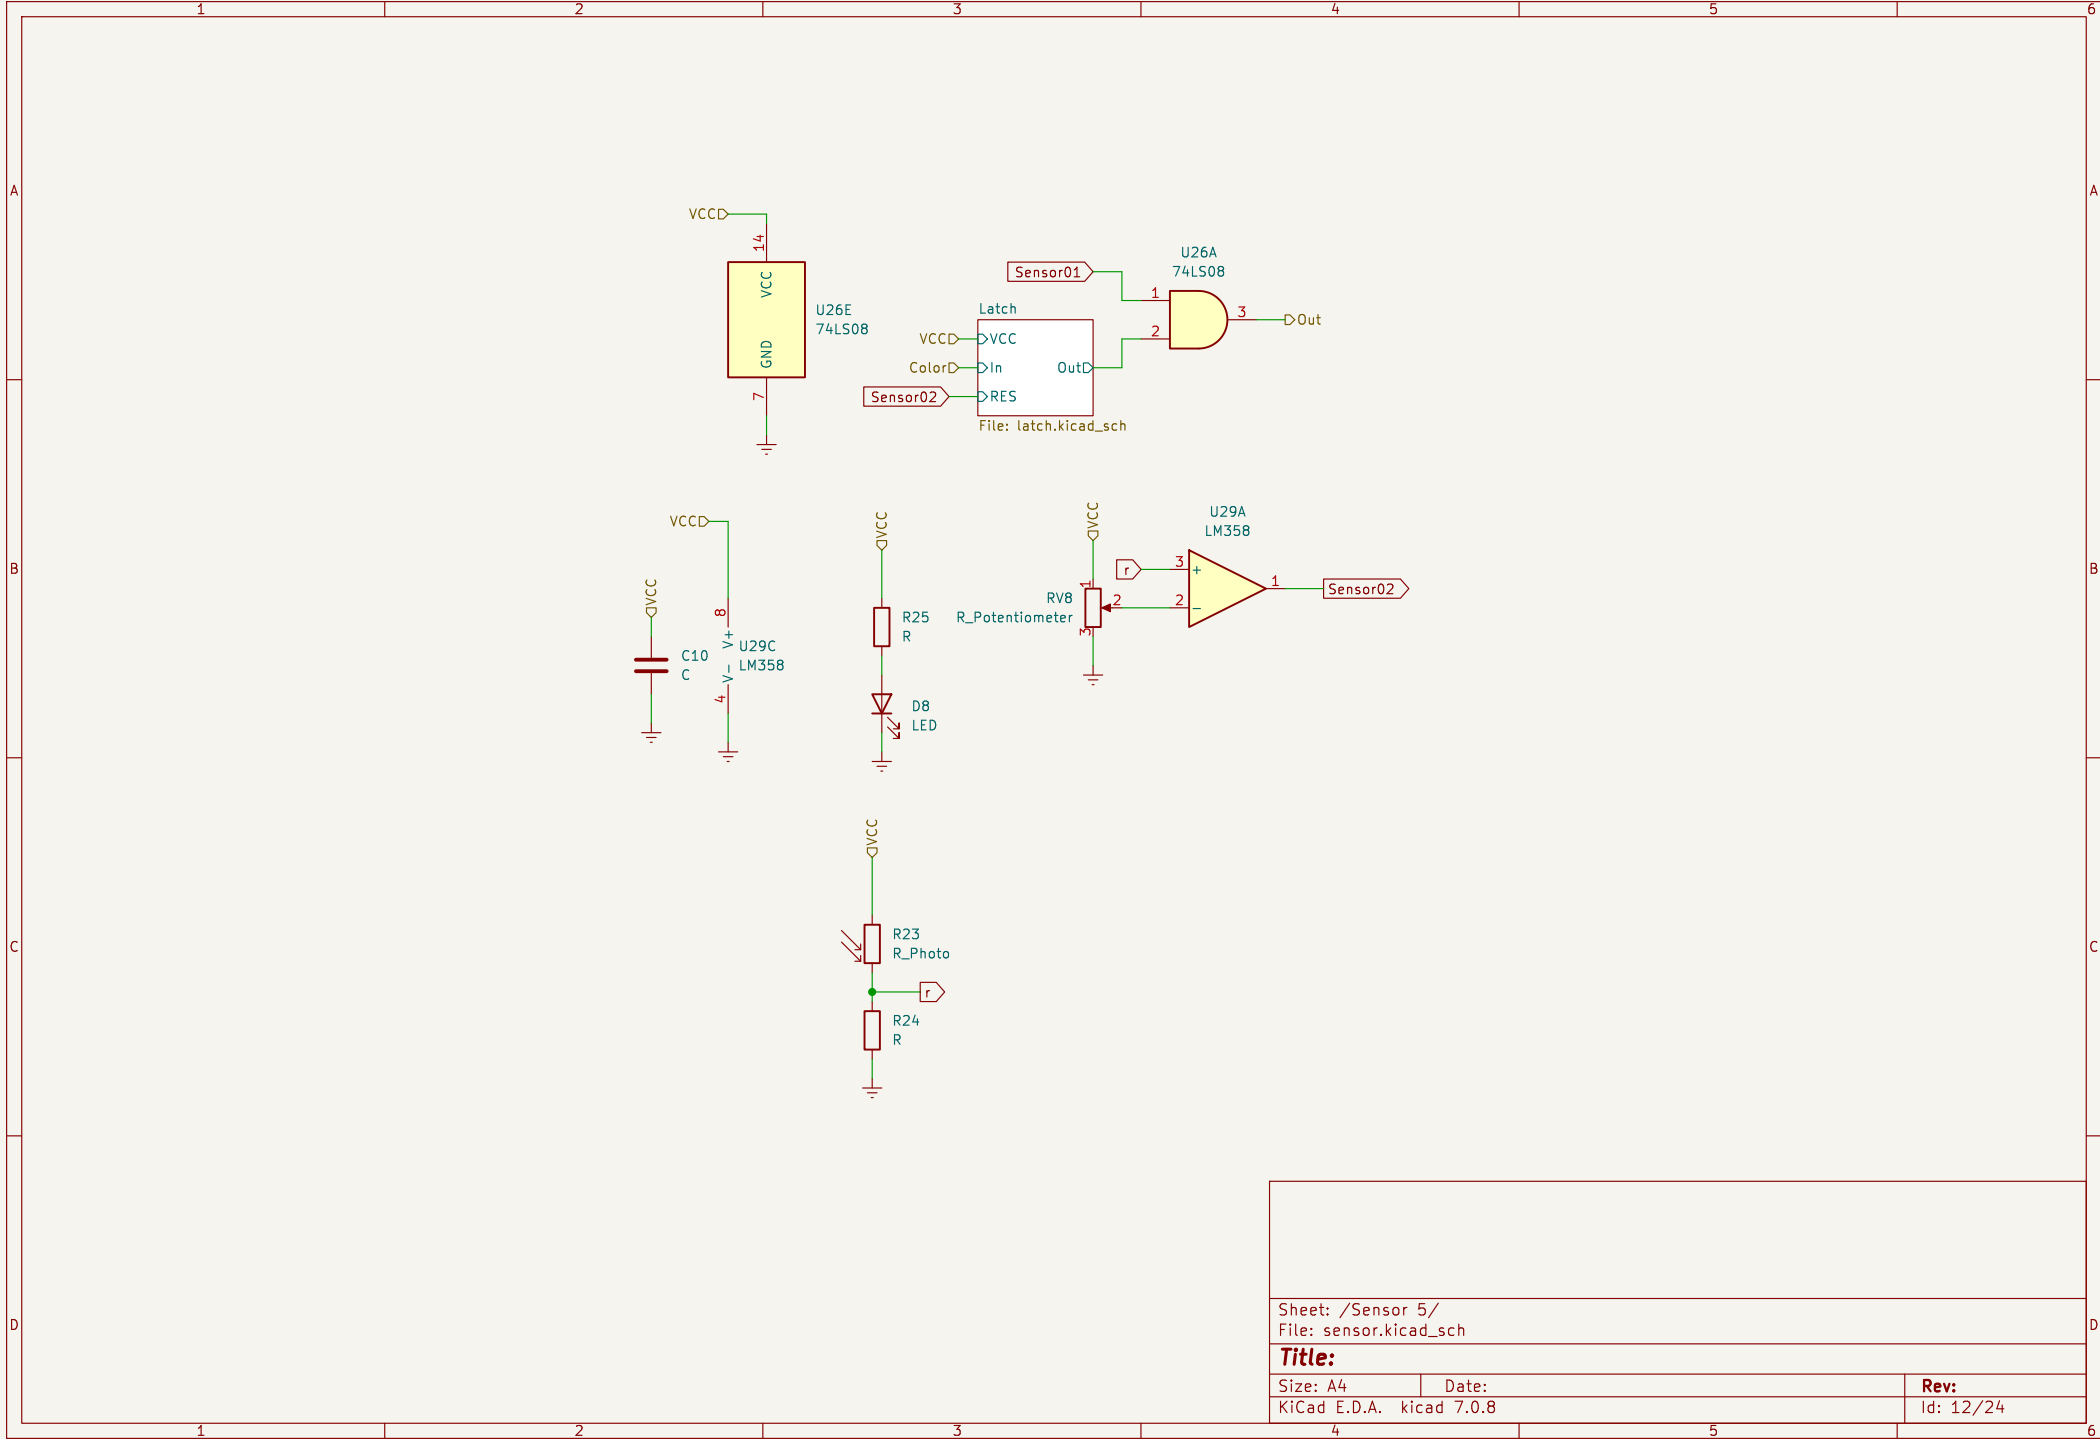 1 2 3 4 5 6
A A
VCC
14
VCC
GND
7
U26E
74LS08
Sensor01
U26A
74LS08
1
2
3
Out
Latch
VCC
VCC
Color
In
Out
Sensor02
RES
File: latch.kicad_sch
B B
VCC
VCC
8
V+
V-
4
U29C
LM358
C10
C
VCC
R25
R
D8
LED
VCC
RV8
R_Potentiometer
1
2
3
r
U29A
LM358
3
+
2
-
1
Sensor02
C C
VCC
R23
R_Photo
r
R24
R
D D
Sheet: /Sensor 5/
File: sensor.kicad_sch
Title:
Size: A4 Date: Rev:
KiCad E.D.A. kicad 7.0.8 Id: 12/24
1 2 3 4 5 6